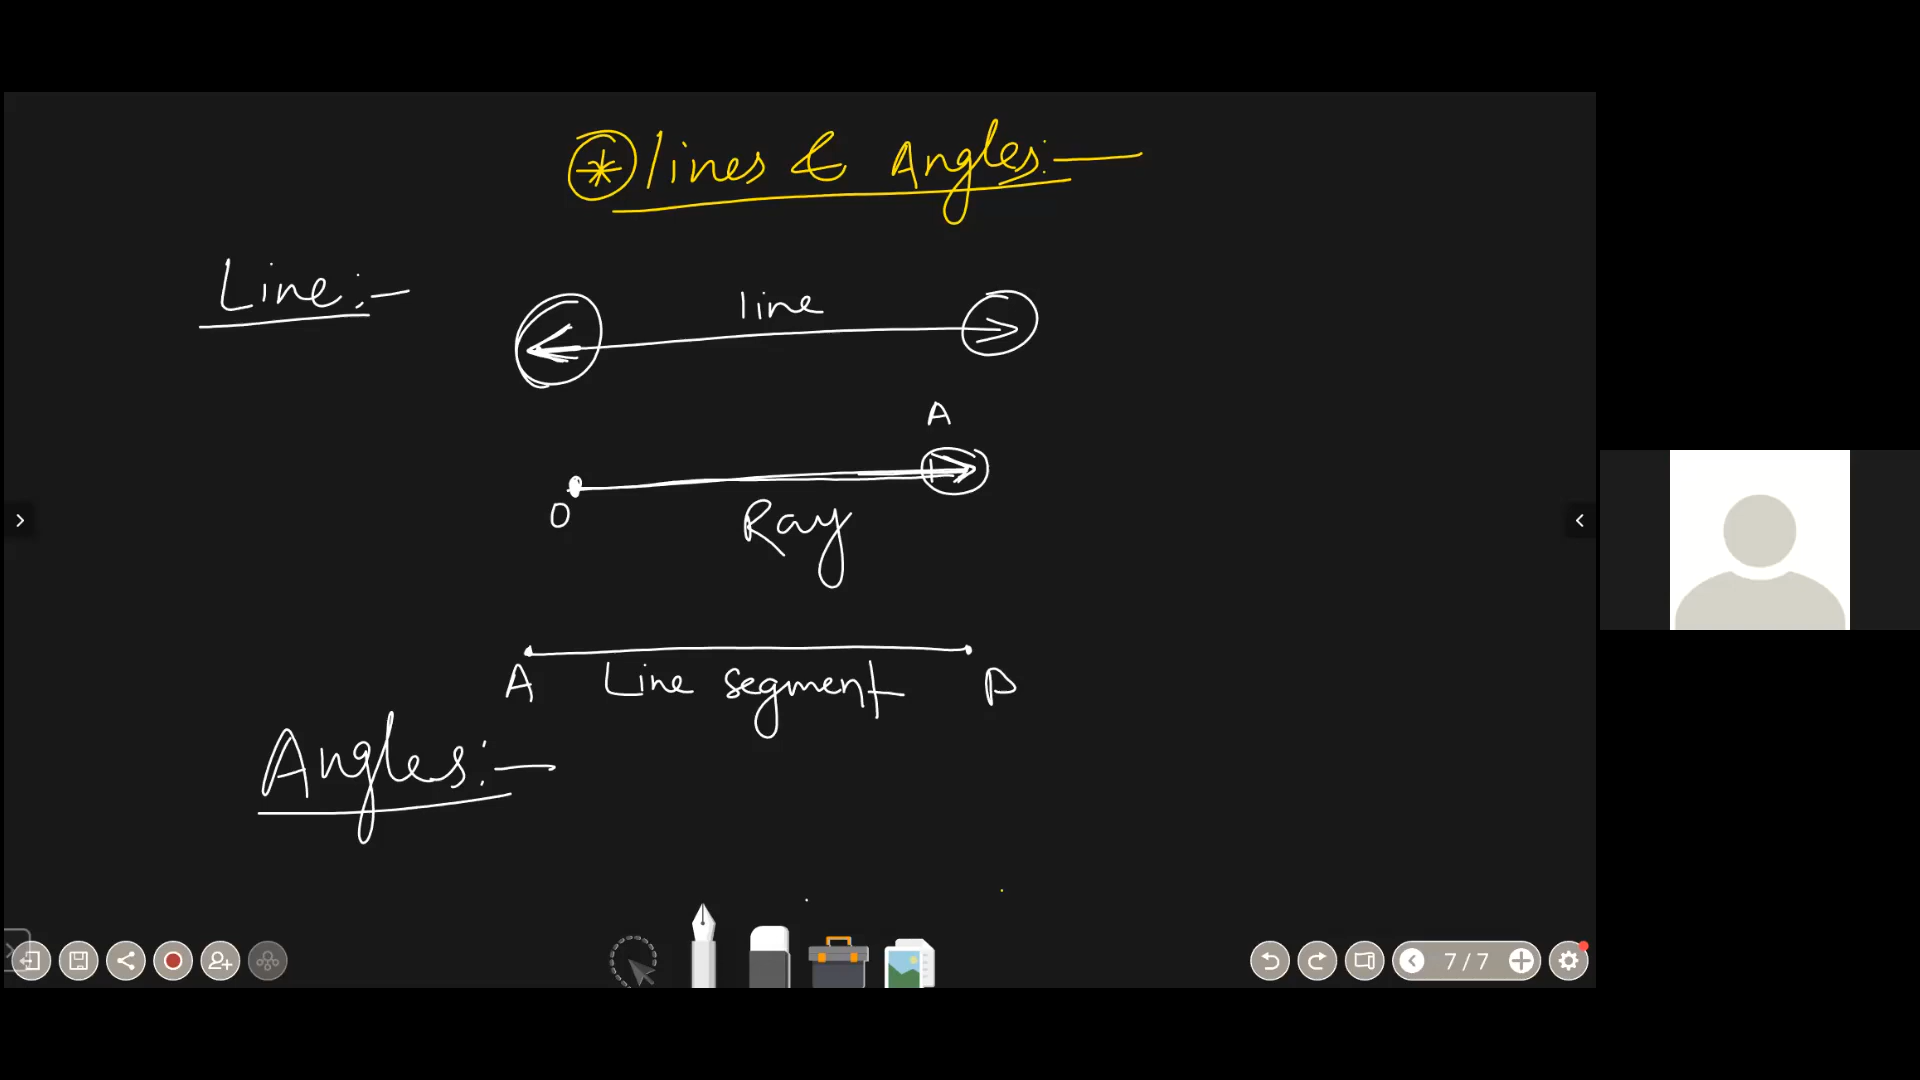 * lines & Angles:-
Line:-
line
A
O
Ray
A Line segment B
Angles:-
7/7